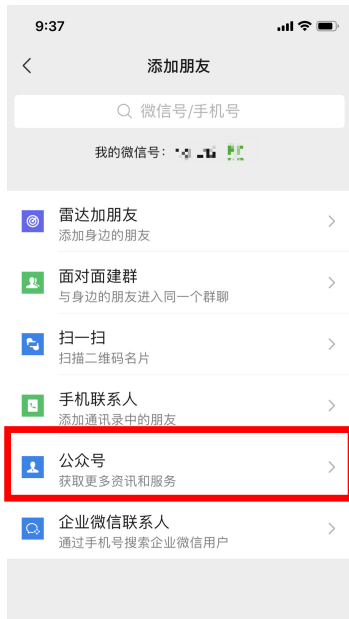 9:37
添加朋友
微信号/手机号
我的微信号:
雷达加朋友
添加身边的朋友
面对面建群
与身边的朋友进入同一个群聊
扫一扫
扫描二维码名片
手机联系人
添加通讯录中的朋友
公众号
获取更多资讯和服务
企业微信联系人
通过手机号搜索企业微信用户